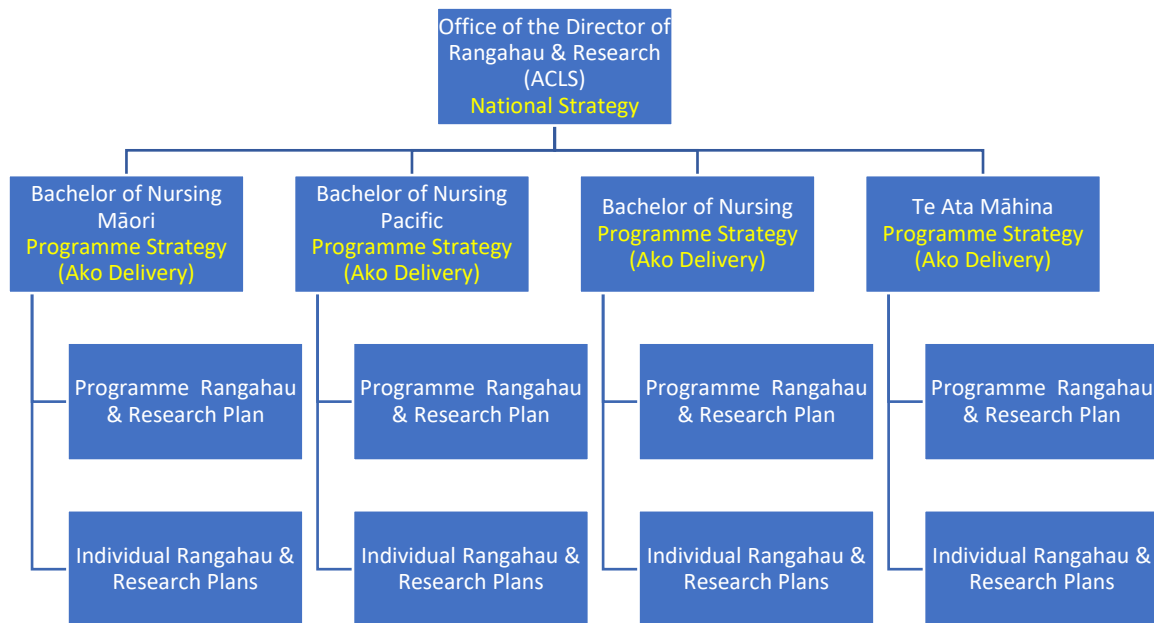 Office of the Director of
Rangahau & Research
(ACLS)
National Strategy
Bachelor of Nursing
Māori
Programme Strategy
(Ako Delivery)
Bachelor of Nursing
Pacific
Programme Strategy
(Ako Delivery)
Bachelor of Nursing
Programme Strategy
(Ako Delivery)
Te Ata Māhina
Programme Strategy
(Ako Delivery)
Programme Rangahau
& Research Plan
Programme Rangahau
& Research Plan
Programme Rangahau
& Research Plan
Programme Rangahau
& Research Plan
Individual Rangahau &
Research Plans
Individual Rangahau &
Research Plans
Individual Rangahau &
Research Plans
Individual Rangahau &
Research Plans